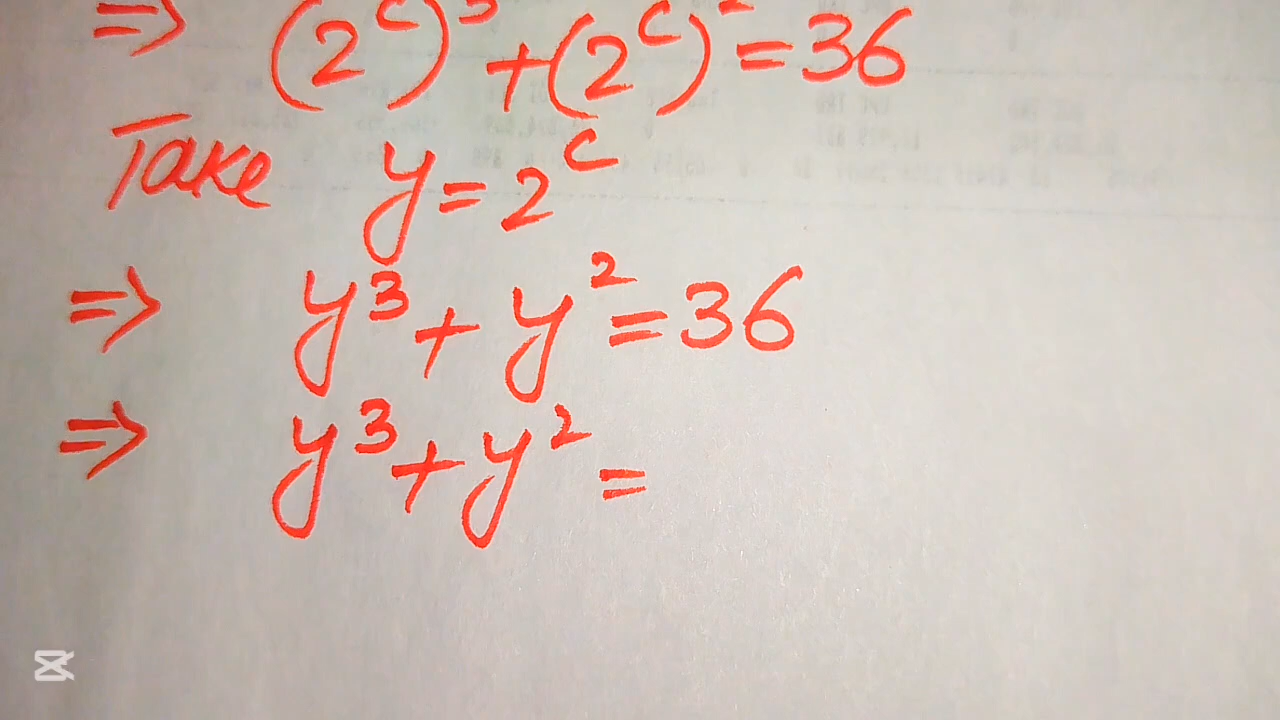 ⇒ (2^c)^3 + (2^c)^2 = 36
Take y = 2^c
⇒ y^3 + y^2 = 36
⇒ y^3 + y^2 =